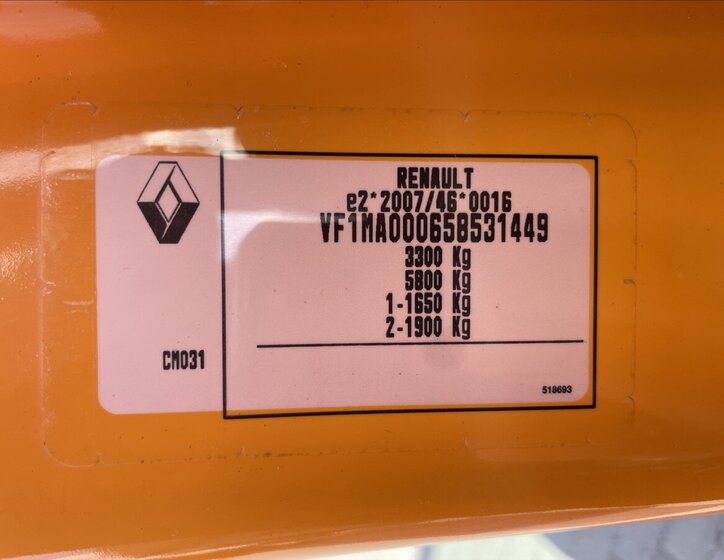 RENAULT
e2*2007/46*0016
VF1MA000658531449
3300 Kg
5800 Kg
1-1650 Kg
2-1900 Kg
CM031
518693